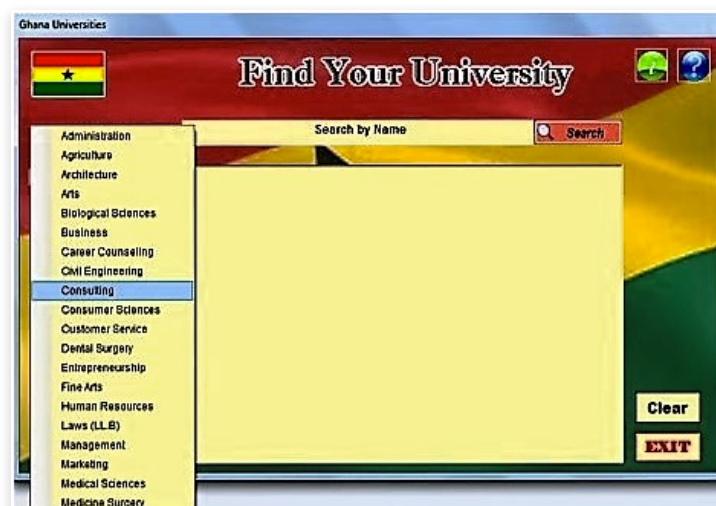 Ghana Universities
Find Your University
Search by Name
Search
Administration
Agriculture
Architecture
Arts
Biological Sciences
Business
Career Counseling
Civil Engineering
Consulting
Consumer Sciences
Customer Service
Dental Surgery
Entrepreneurship
Fine Arts
Human Resources
Laws (LL.B)
Management
Marketing
Medical Sciences
Medicine Surgery
Clear
EXIT